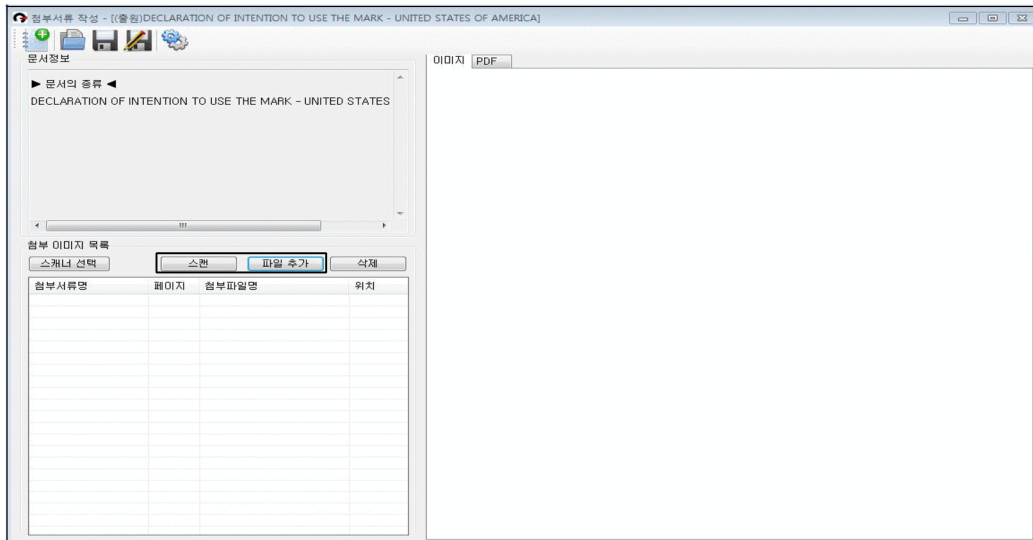 첨부서류 작성 - [(출원)DECLARATION OF INTENTION TO USE THE MARK - UNITED STATES OF AMERICA]
문서정보
▶ 문서의 종류 ◀
DECLARATION OF INTENTION TO USE THE MARK - UNITED STATES
첨부 이미지 목록
스캐너 선택 스캔 파일 추가 삭제
첨부서류명 페이지 첨부파일명 위치
이미지 PDF